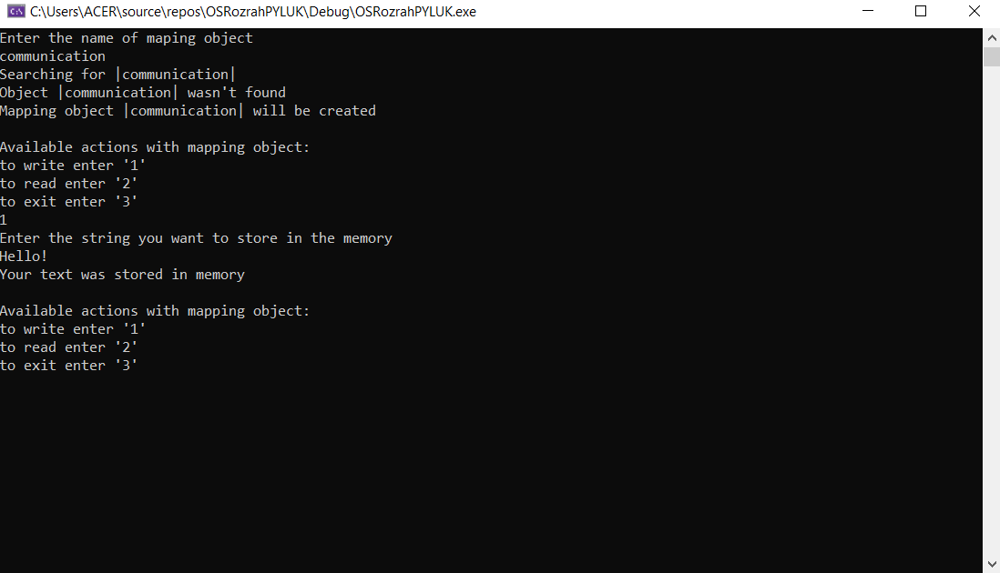 C:\Users\ACER\source\repos\OSRozrahPYLUK\Debug\OSRozrahPYLUK.exe
Enter the name of maping object
communication
Searching for |communication|
Object |communication| wasn't found
Mapping object |communication| will be created
Available actions with mapping object:
to write enter '1'
to read enter '2'
to exit enter '3'
1
Enter the string you want to store in the memory
Hello!
Your text was stored in memory
Available actions with mapping object:
to write enter '1'
to read enter '2'
to exit enter '3'